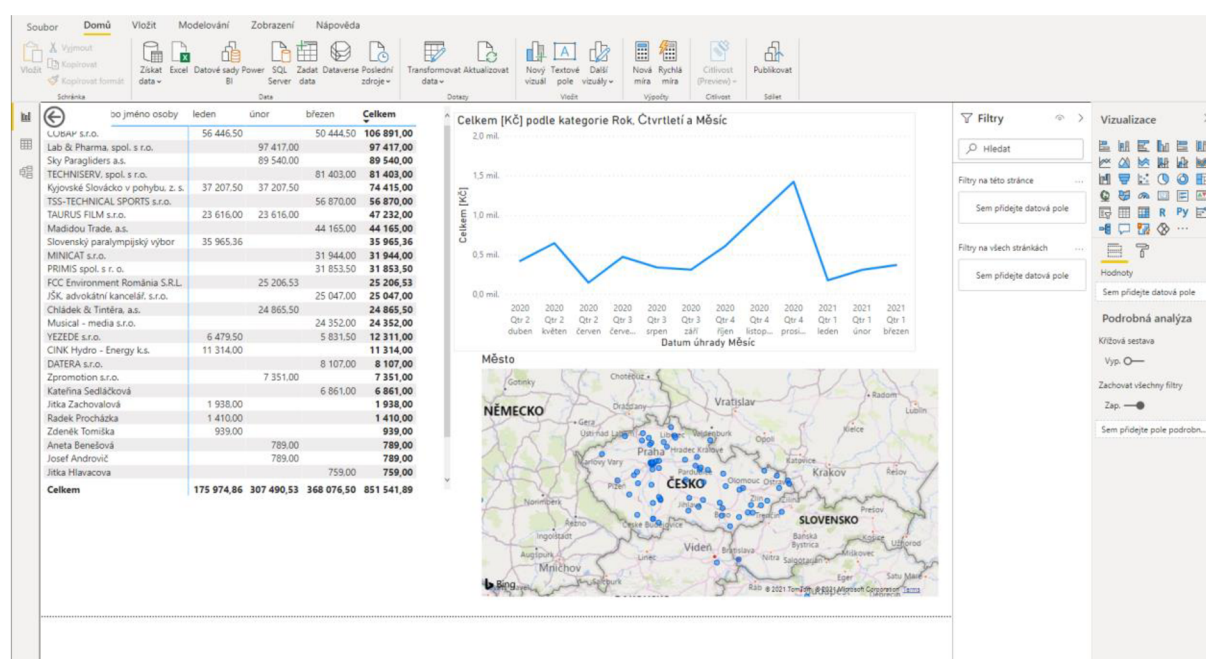 Soubor Domů Vložit Modelování Zobrazení Nápověda
Vložit
Vyjmout
Kopírovat
Kopírovat formát
Získat data
Excel
Datové sady Power BI
SQL Server
Zadat data
Dataverse
Poslední zdroje
Transformovat data
Aktualizovat
Nový vizuál
Textové pole
Další vizuály
Nová míra
Rychlá míra
Citlivost (Preview)
Publikovat
Schránka Data Dotazy Vložit Výpočty Citlivost Sdílet
bo jméno osoby leden únor březen Celkem
COBAP s.r.o. 56 446,50 50 444,50 106 891,00
Lab & Pharma, spol. s r.o. 97 417,00 97 417,00
Sky Paragliders a.s. 89 540,00 89 540,00
TECHNISERV, spol. s r.o. 81 403,00 81 403,00
Kyjovské Slovácko v pohybu, z. s. 37 207,50 37 207,50 74 415,00
TSS-TECHNICAL SPORTS s.r.o. 56 870,00 56 870,00
TAURUS FILM s.r.o. 23 616,00 23 616,00 47 232,00
Madidou Trade, a.s. 44 165,00 44 165,00
Slovenský paralympijský výbor 35 965,36 35 965,36
MINICAT s.r.o. 31 944,00 31 944,00
PRIMIS spol. s r. o. 31 853,50 31 853,50
FCC Environment România S.R.L. 25 206,53 25 206,53
JŠK, advokátní kancelář, s.r.o. 25 047,00 25 047,00
Chládek & Tintěra, a.s. 24 865,50 24 865,50
Musical - media s.r.o. 24 352,00 24 352,00
YEZEDE s.r.o. 6 479,50 5 831,50 12 311,00
CINK Hydro - Energy k.s. 11 314,00 11 314,00
DATERA s.r.o. 8 107,00 8 107,00
Zpromotion s.r.o. 7 351,00 7 351,00
Kateřina Sedláčková 6 861,00 6 861,00
Jitka Zachovalová 1 938,00 1 938,00
Radek Procházka 1 410,00 1 410,00
Zdeněk Tomiška 939,00 939,00
Aneta Benešová 789,00 789,00
Josef Androvič 789,00 789,00
Jitka Hlavacova 759,00 759,00
Celkem 175 974,86 307 490,53 368 076,50 851 541,89
Celkem [Kč] podle kategorie Rok, Čtvrtletí a Měsíc
Celkem [Kč]
2,0 mil.
1,5 mil.
1,0 mil.
0,5 mil.
0,0 mil.
2020 2020 2020 2020 2020 2020 2020 2020 2020 2021 2021 2021
Qtr 2 Qtr 2 Qtr 2 Qtr 3 Qtr 3 Qtr 3 Qtr 4 Qtr 4 Qtr 4 Qtr 1 Qtr 1 Qtr 1
duben květen červen červe... srpen září říjen listop... prosi... leden únor březen
Datum úhrady Měsíc
Město
Gotinky
Chotěbuz
NĚMECKO
Drážďany
Vratislav
Radom
Lublin
Gera
Ústí nad Labem
Liberec
Opolí
Kielce
Karlovy Vary
Praha
Hradec Králové
Katovice
Krakov
Řešov
Plzeň
Pardubice
ČESKO
Olomouc
Ostrava
Norimberk
Jihlava
Zlín
Žilina
Prešov
Řezno
České Budějovice
Brno
Trenčín
SLOVENSKO
Ingolstadt
Banská Bystrica
Košice
Užhorod
Augšpurk
Linec
Vídeň
Bratislava
Nitra
Miškovec
Mnichov
Salcpurk
Eger
Satu Mare
Bing
Ráb
© 2021 TomTom, © 2021 Microsoft Corporation Terms
Filtry
Hledat
Filtry na této stránce
Sem přidejte datová pole
Filtry na všech stránkách
Sem přidejte datová pole
Vizualizace
R Py
Hodnoty
Sem přidejte datová pole
Podrobná analýza
Křížová sestava
Vyp.
Zachovat všechny filtry
Zap.
Sem přidejte pole podrobn...